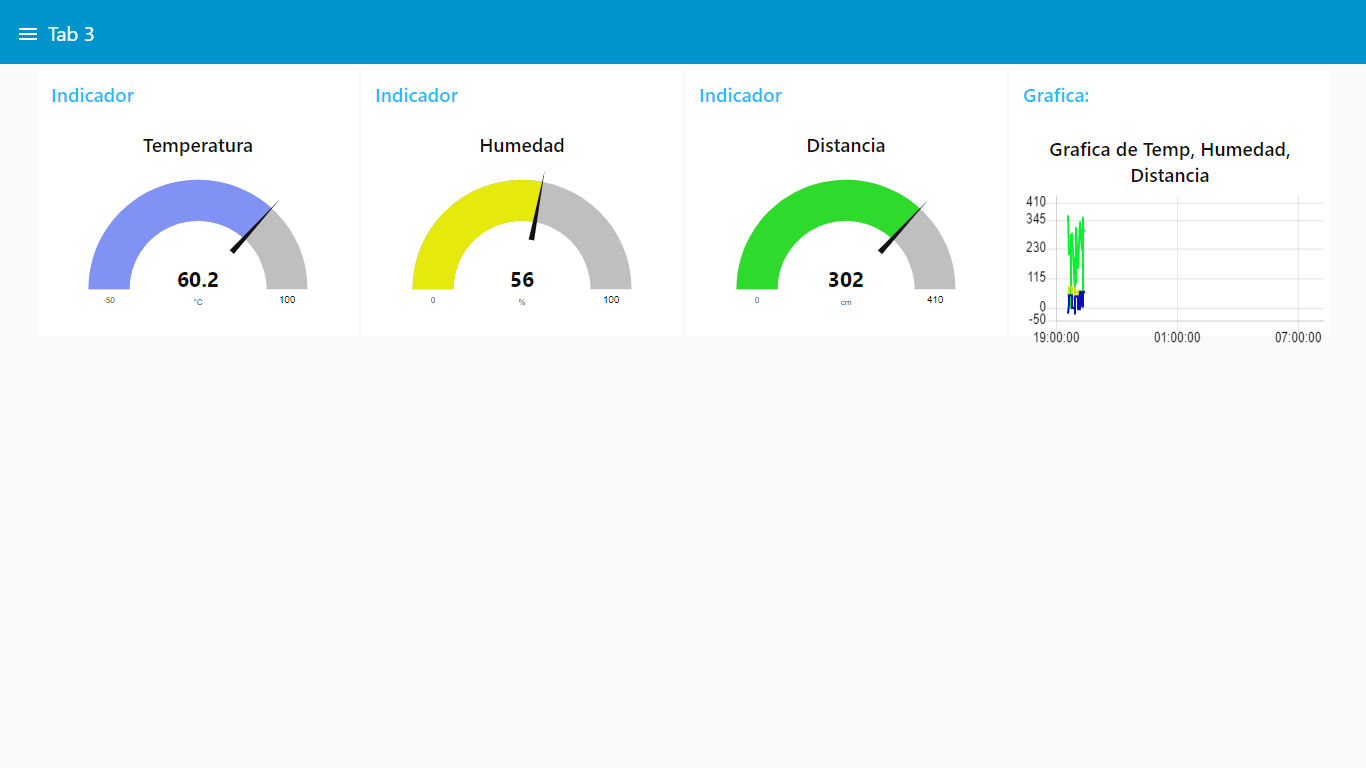 Tab 3
Indicador
Temperatura
60.2
-50
°C
100
Indicador
Humedad
56
0
%
100
Indicador
Distancia
302
0
cm
410
Grafica:
Grafica de Temp, Humedad,
Distancia
410
345
230
115
0
-50
19:00:00
01:00:00
07:00:00